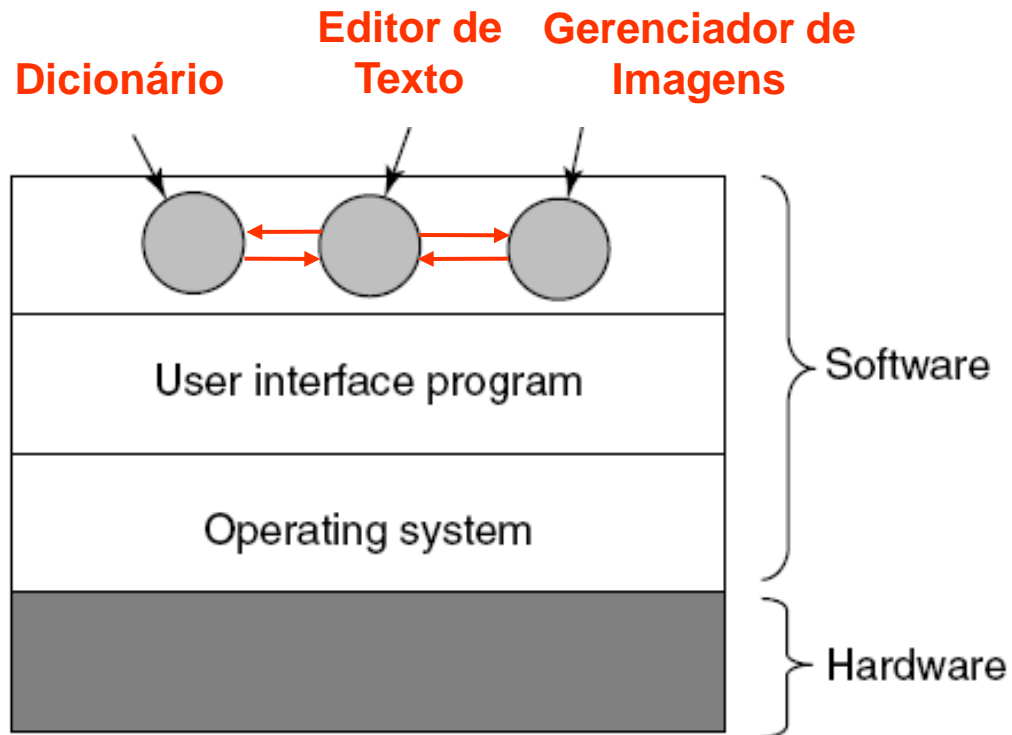 Dicionário
Editor de
Texto
Gerenciador de
Imagens
User interface program
Operating system
Software
Hardware